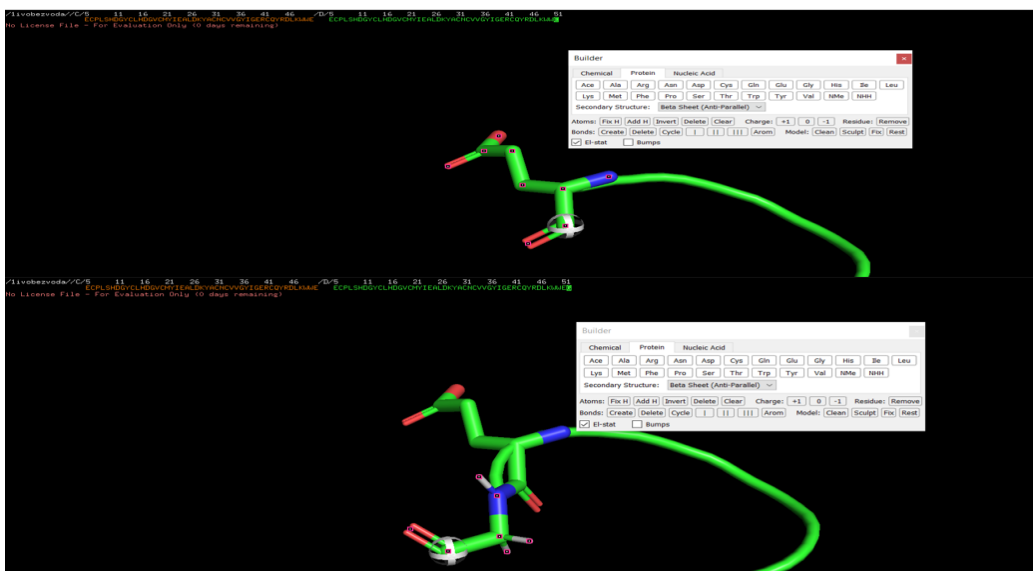 /livobezvoda//C/5 11 16 21 26 31 36 41 46 /D/5 11 16 21 26 31 36 41 46 51
ECPLSHDGYCLHDGVCMYIEALDKYACNCVVGYIGERCQYRDLKWWE ECPLSHDGYCLHDGVCMYIEALDKYACNCVVGYIGERCQYRDLKWWE
No License File - For Evaluation Only (0 days remaining)
Builder
Chemical Protein Nucleic Acid
Ace Ala Arg Asn Asp Cys Gln Glu Gly His Ile Leu
Lys Met Phe Pro Ser Thr Trp Tyr Val NMe NHH
Secondary Structure: Beta Sheet (Anti-Parallel)
Atoms: Fix H Add H Invert Delete Clear Charge: +1 0 -1 Residue: Remove
Bonds: Create Delete Cycle | || ||| Arom Model: Clean Sculpt Fix Rest
El-stat Bumps
/livobezvoda//C/5 11 16 21 26 31 36 41 46 /D/5 11 16 21 26 31 36 41 46 51
ECPLSHDGYCLHDGVCMYIEALDKYACNCVVGYIGERCQYRDLKWWE ECPLSHDGYCLHDGVCMYIEALDKYACNCVVGYIGERCQYRDLKWWEG
No License File - For Evaluation Only (0 days remaining)
Builder
Chemical Protein Nucleic Acid
Ace Ala Arg Asn Asp Cys Gln Glu Gly His Ile Leu
Lys Met Phe Pro Ser Thr Trp Tyr Val NMe NHH
Secondary Structure: Beta Sheet (Anti-Parallel)
Atoms: Fix H Add H Invert Delete Clear Charge: +1 0 -1 Residue: Remove
Bonds: Create Delete Cycle | || ||| Arom Model: Clean Sculpt Fix Rest
El-stat Bumps